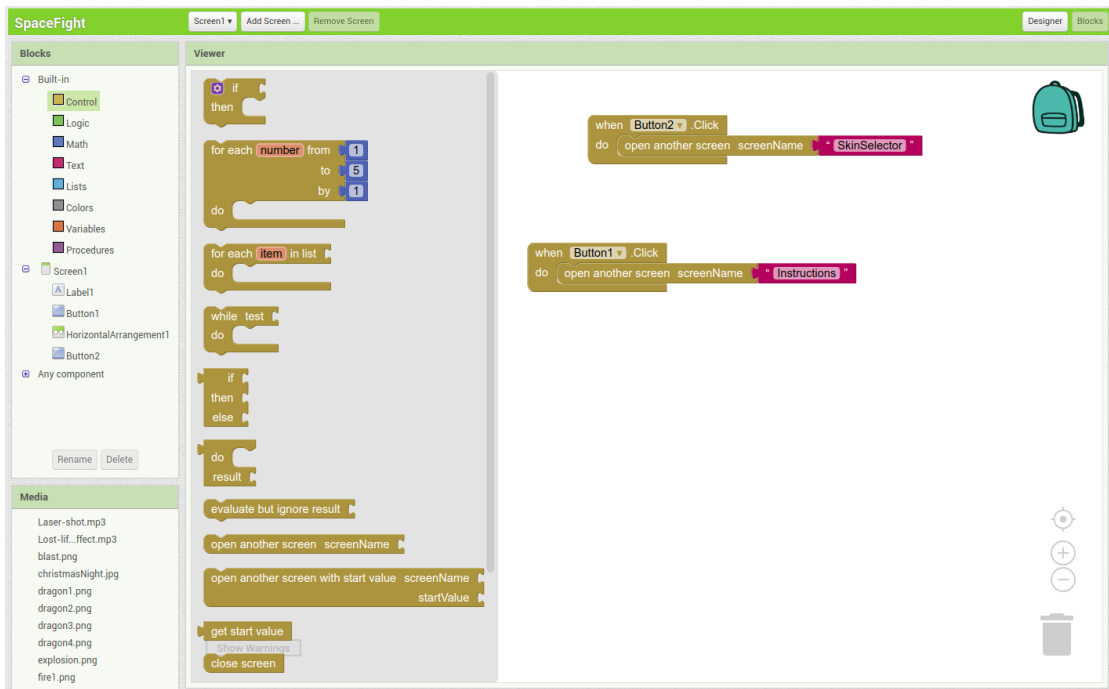 SpaceFight
Screen1 ▾ Add Screen ... Remove Screen
Designer Blocks
Blocks
Built-in
Control
Logic
Math
Text
Lists
Colors
Variables
Procedures
Screen1
A Label1
Button1
HorizontalArrangement1
Button2
Any component
Rename Delete
Media
Laser-shot.mp3
Lost-lif...ffect.mp3
blast.png
christmasNight.jpg
dragon1.png
dragon2.png
dragon3.png
dragon4.png
explosion.png
fire1.png
Viewer
if
then
for each number from 1
to 5
by 1
do
for each item in list
do
while test
do
if
then
else
do
result
evaluate but ignore result
open another screen screenName
open another screen with start value screenName
startValue
get start value
Show Warnings
close screen
when Button2 .Click
do open another screen screenName " SkinSelector "
when Button1 .Click
do open another screen screenName " Instructions "